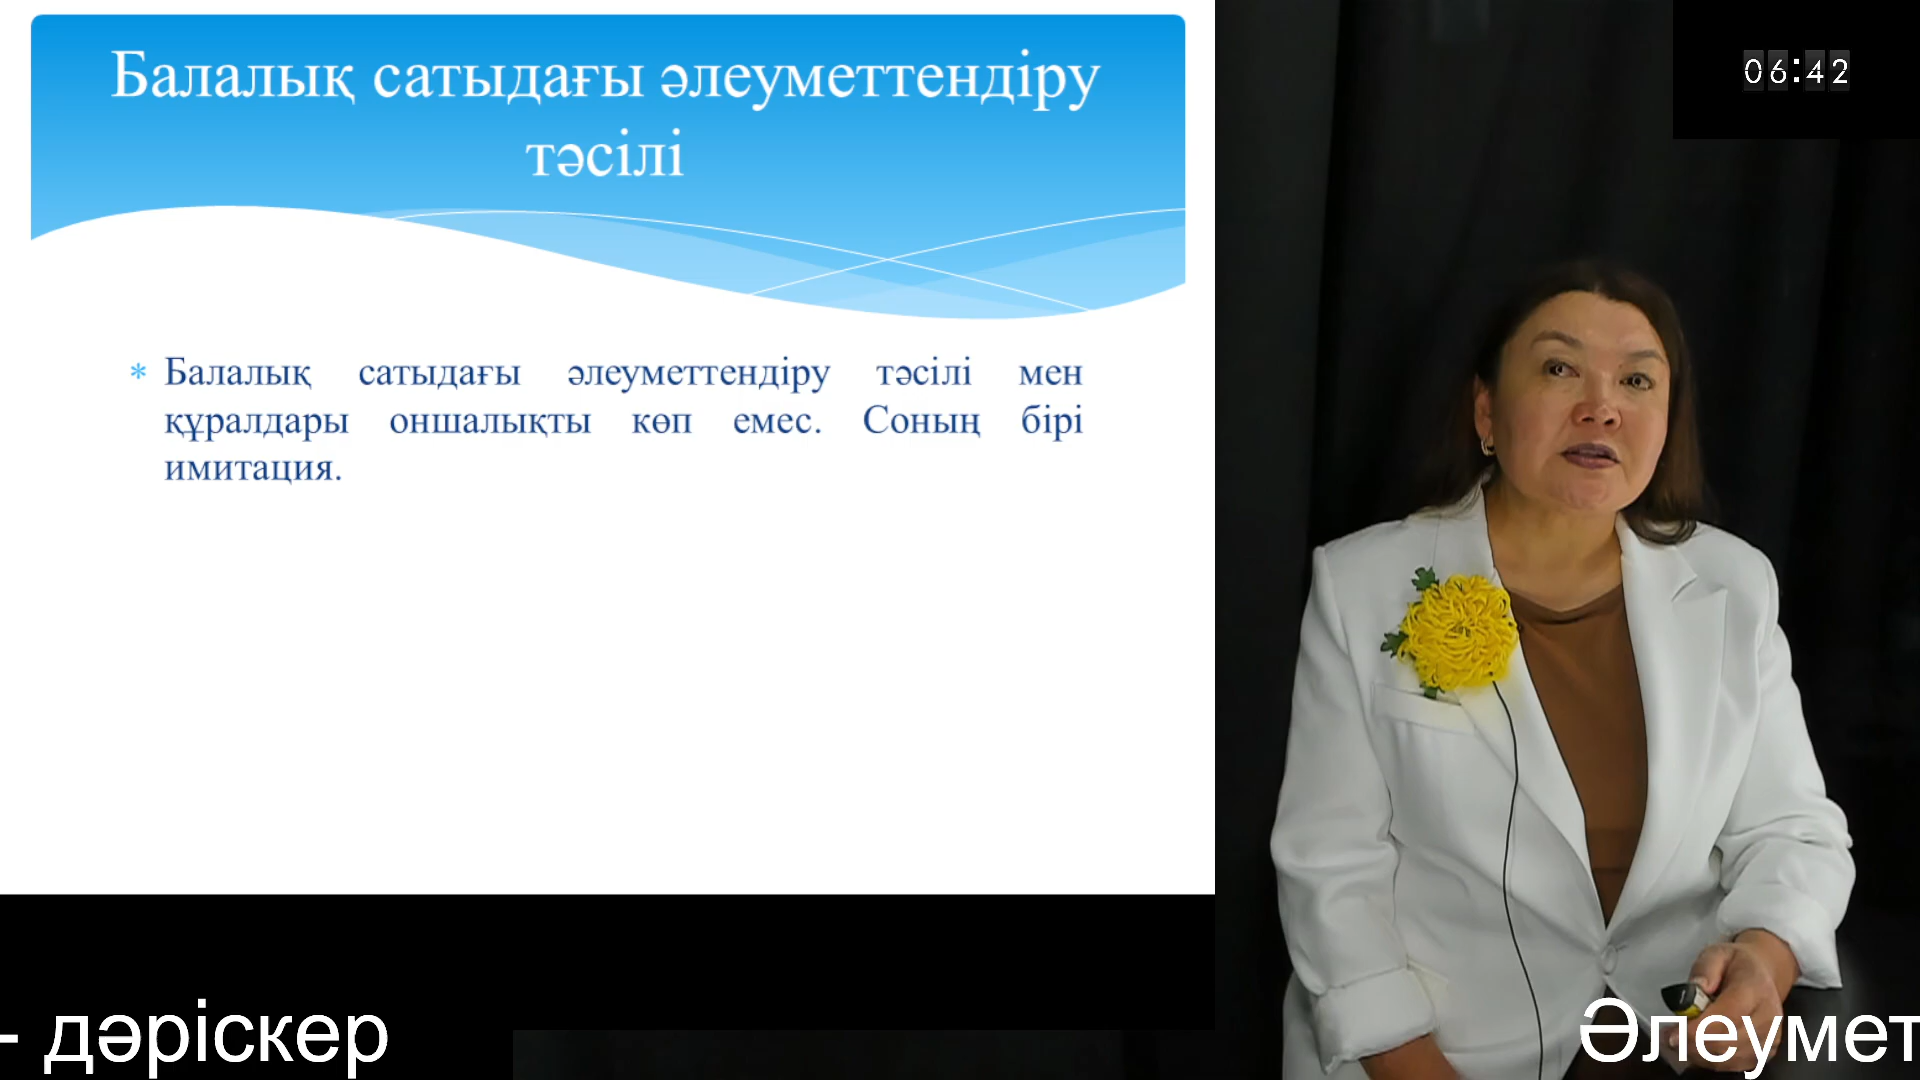 Балалық сатыдағы әлеуметтендіру
тәсілі
06:42
* Балалық сатыдағы әлеуметтендіру тәсілі мен
құралдары оншалықты көп емес. Соның бірі
имитация.
- дәріскер
Әлеумет